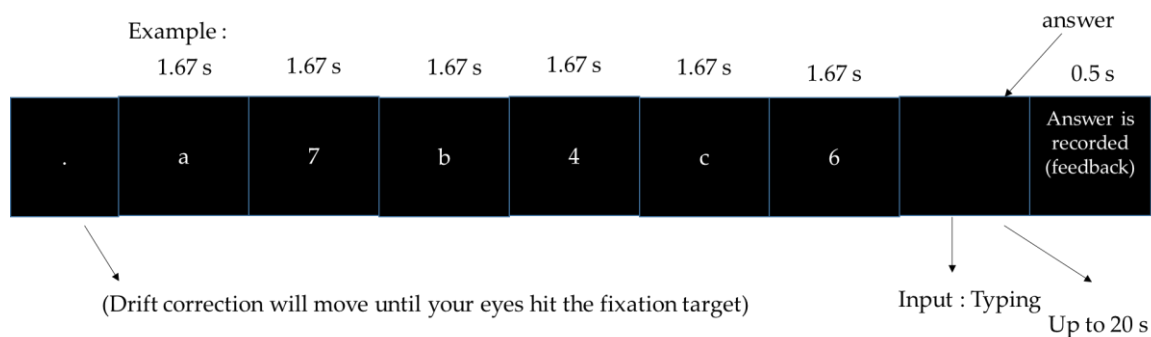 answer
Example :
1.67 s 1.67 s 1.67 s 1.67 s 1.67 s 1.67 s 0.5 s
. a 7 b 4 c 6
Answer is
recorded
(feedback)
(Drift correction will move until your eyes hit the fixation target)
Input : Typing
Up to 20 s